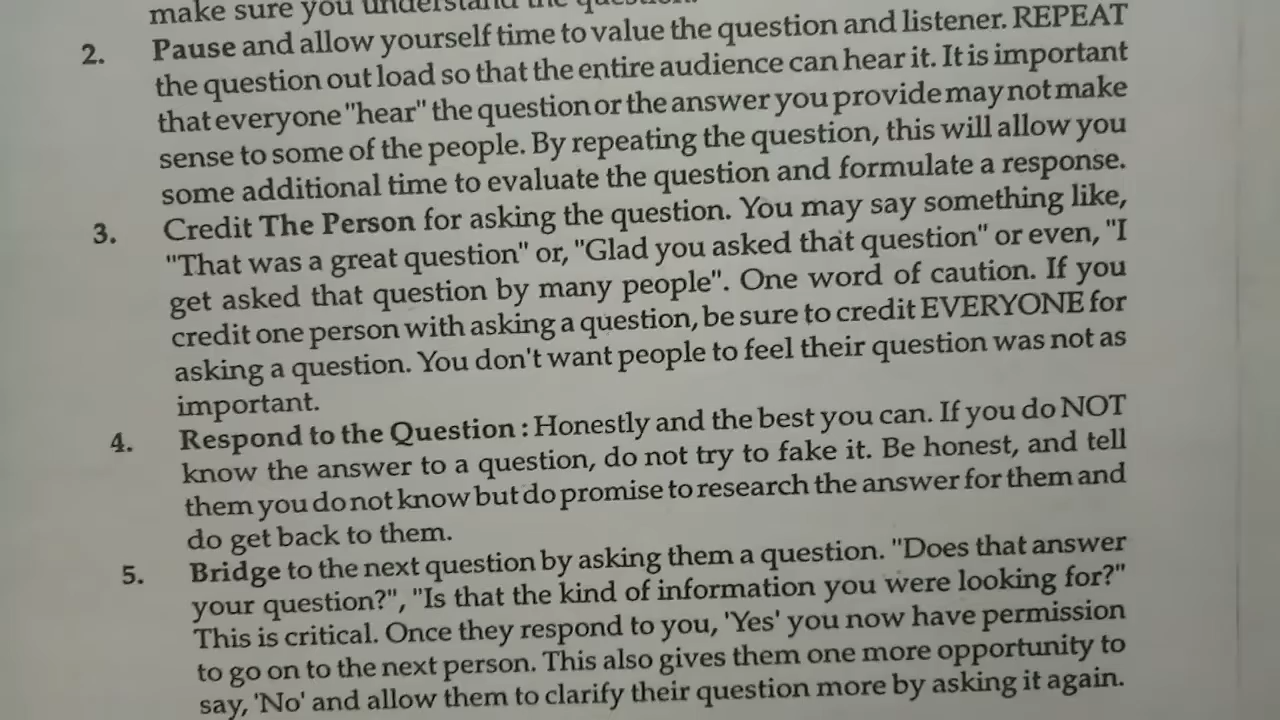 make sure you understand the question.
2. Pause and allow yourself time to value the question and listener. REPEAT
the question out load so that the entire audience can hear it. It is important
that everyone "hear" the question or the answer you provide may not make
sense to some of the people. By repeating the question, this will allow you
some additional time to evaluate the question and formulate a response.
3. Credit The Person for asking the question. You may say something like,
"That was a great question" or, "Glad you asked that question" or even, "I
get asked that question by many people". One word of caution. If you
credit one person with asking a question, be sure to credit EVERYONE for
asking a question. You don't want people to feel their question was not as
important.
4. Respond to the Question : Honestly and the best you can. If you do NOT
know the answer to a question, do not try to fake it. Be honest, and tell
them you do not know but do promise to research the answer for them and
do get back to them.
5. Bridge to the next question by asking them a question. "Does that answer
your question?", "Is that the kind of information you were looking for?"
This is critical. Once they respond to you, 'Yes' you now have permission
to go on to the next person. This also gives them one more opportunity to
say, 'No' and allow them to clarify their question more by asking it again.